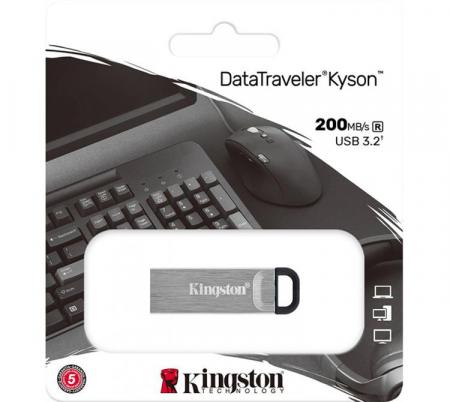 DataTraveler® Kyson™
200MB/s R
USB 3.2¹
Kingston
5
Kingston®
TECHNOLOGY